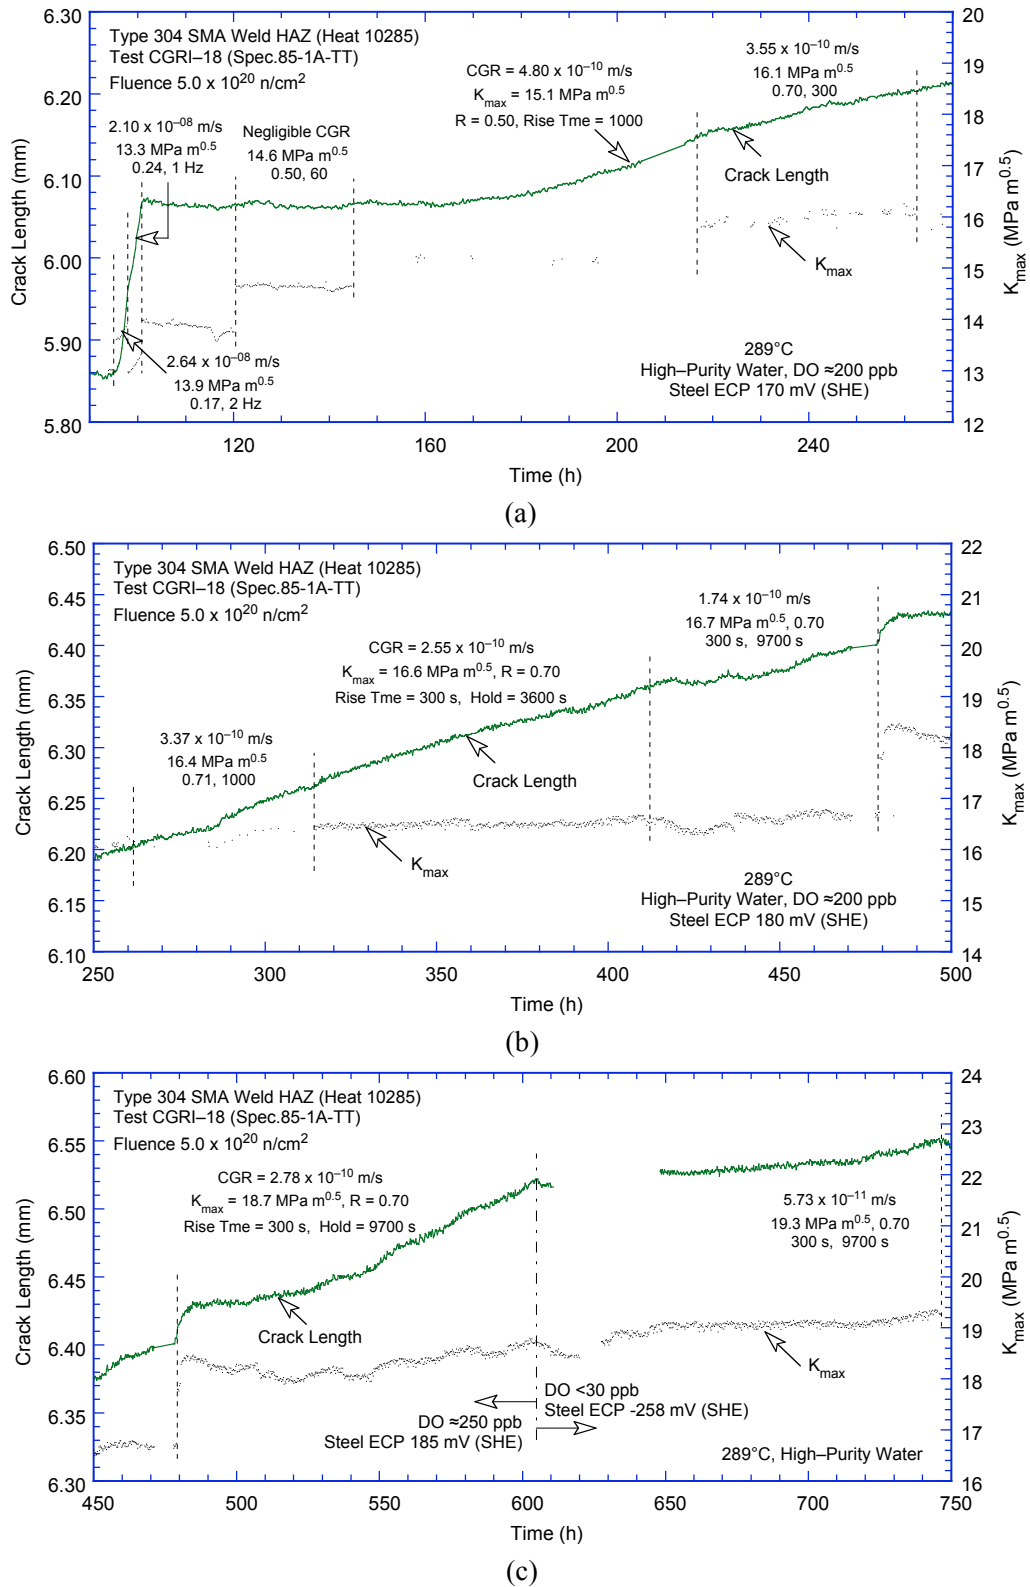 Type 304 SMA Weld HAZ (Heat 10285)
Test CGRI–18 (Spec.85-1A-TT)
Fluence 5.0 x 10²⁰ n/cm²
CGR = 4.80 x 10⁻¹⁰ m/s
K_max = 15.1 MPa m^0.5
R = 0.50, Rise Tme = 1000
3.55 x 10⁻¹⁰ m/s
16.1 MPa m^0.5
0.70, 300
2.10 x 10⁻⁰⁸ m/s
13.3 MPa m^0.5
0.24, 1 Hz
Negligible CGR
14.6 MPa m^0.5
0.50, 60
Crack Length
K_max
2.64 x 10⁻⁰⁸ m/s
13.9 MPa m^0.5
0.17, 2 Hz
289°C
High–Purity Water, DO ≈200 ppb
Steel ECP 170 mV (SHE)
Crack Length (mm)
6.30
6.20
6.10
6.00
5.90
5.80
K_max (MPa m^0.5)
20
19
18
17
16
15
14
13
12
120 160 200 240
Time (h)
(a)
Type 304 SMA Weld HAZ (Heat 10285)
Test CGRI–18 (Spec.85-1A-TT)
Fluence 5.0 x 10²⁰ n/cm²
CGR = 2.55 x 10⁻¹⁰ m/s
K_max = 16.6 MPa m^0.5, R = 0.70
Rise Tme = 300 s, Hold = 3600 s
1.74 x 10⁻¹⁰ m/s
16.7 MPa m^0.5, 0.70
300 s, 9700 s
3.37 x 10⁻¹⁰ m/s
16.4 MPa m^0.5
0.71, 1000
Crack Length
K_max
289°C
High–Purity Water, DO ≈200 ppb
Steel ECP 180 mV (SHE)
Crack Length (mm)
6.50
6.45
6.40
6.35
6.30
6.25
6.20
6.15
6.10
K_max (MPa m^0.5)
22
21
20
19
18
17
16
15
14
250 300 350 400 450 500
Time (h)
(b)
Type 304 SMA Weld HAZ (Heat 10285)
Test CGRI–18 (Spec.85-1A-TT)
Fluence 5.0 x 10²⁰ n/cm²
CGR = 2.78 x 10⁻¹⁰ m/s
K_max = 18.7 MPa m^0.5, R = 0.70
Rise Tme = 300 s, Hold = 9700 s
5.73 x 10⁻¹¹ m/s
19.3 MPa m^0.5, 0.70
300 s, 9700 s
Crack Length
K_max
DO ≈250 ppb
Steel ECP 185 mV (SHE)
DO <30 ppb
Steel ECP -258 mV (SHE)
289°C, High–Purity Water
Crack Length (mm)
6.60
6.55
6.50
6.45
6.40
6.35
6.30
K_max (MPa m^0.5)
24
23
22
21
20
19
18
17
16
450 500 550 600 650 700 750
Time (h)
(c)